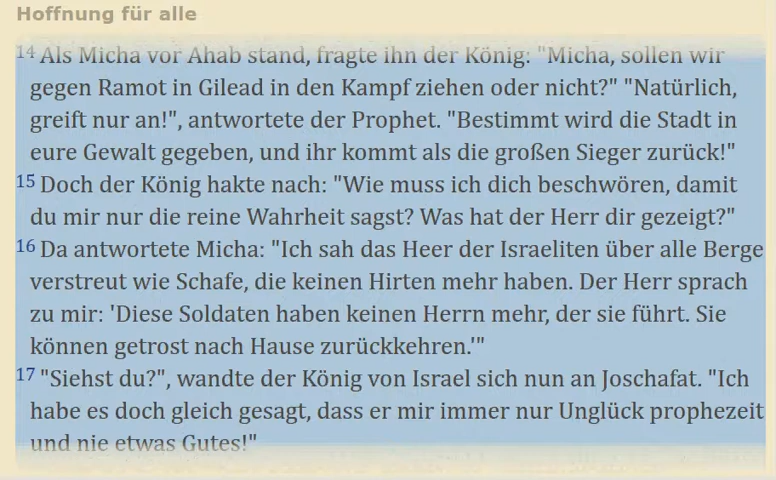 Hoffnung für alle
14 Als Micha vor Ahab stand, fragte ihn der König: "Micha, sollen wir
gegen Ramot in Gilead in den Kampf ziehen oder nicht?" "Natürlich,
greift nur an!", antwortete der Prophet. "Bestimmt wird die Stadt in
eure Gewalt gegeben, und ihr kommt als die großen Sieger zurück!"
15 Doch der König hakte nach: "Wie muss ich dich beschwören, damit
du mir nur die reine Wahrheit sagst? Was hat der Herr dir gezeigt?"
16 Da antwortete Micha: "Ich sah das Heer der Israeliten über alle Berge
verstreut wie Schafe, die keinen Hirten mehr haben. Der Herr sprach
zu mir: 'Diese Soldaten haben keinen Herrn mehr, der sie führt. Sie
können getrost nach Hause zurückkehren.'"
17 "Siehst du?", wandte der König von Israel sich nun an Joschafat. "Ich
habe es doch gleich gesagt, dass er mir immer nur Unglück prophezeit
und nie etwas Gutes!"